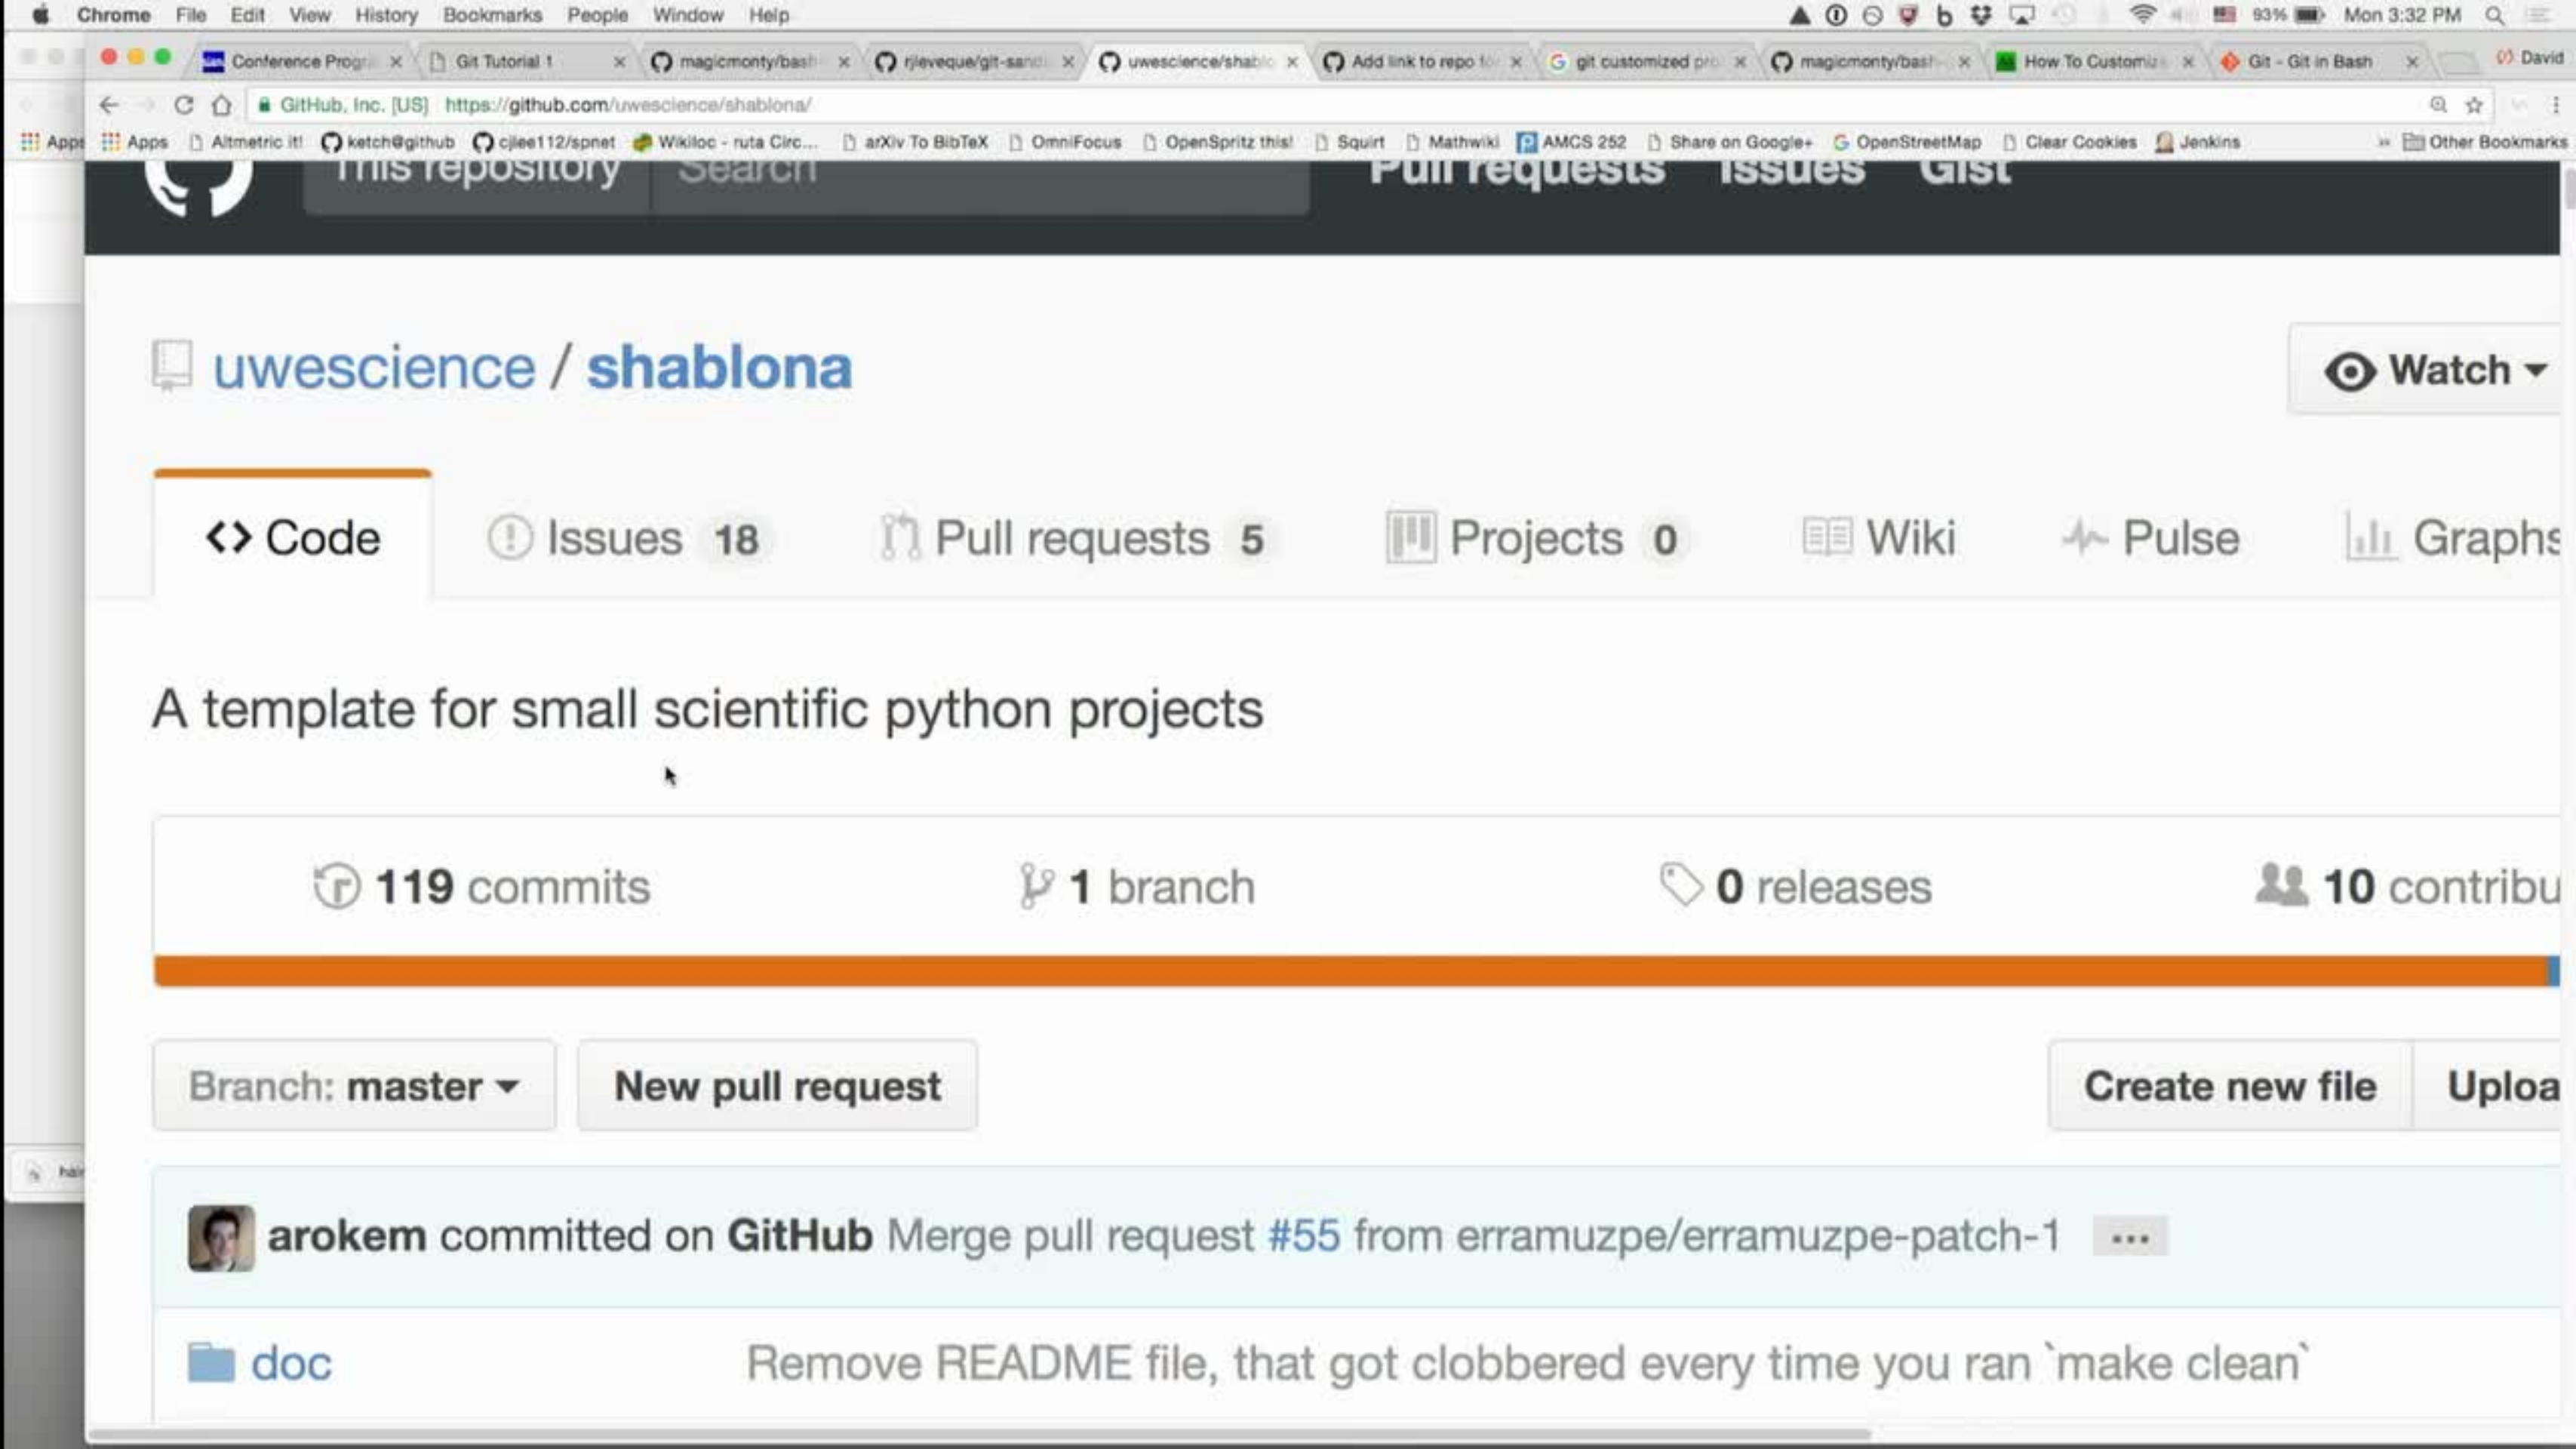 Chrome File Edit View History Bookmarks People Window Help 93% Mon 3:32 PM
Conference Progra Git Tutorial 1 magicmonty/bash rjleveque/git-sand uwescience/shablo Add link to repo for git customized pro magicmonty/bash- How To Customiz Git - Git in Bash David
GitHub, Inc. [US] https://github.com/uwescience/shablona/
Apps Apps Altmetric it! ketch@github cjlee112/spnet Wikiloc - ruta Circ... arXiv To BibTeX OmniFocus OpenSpritz this! Squirt Mathwiki AMCS 252 Share on Google+ OpenStreetMap Clear Cookies Jenkins » Other Bookmarks
This repository Search Pull requests Issues Gist
uwescience / shablona Watch
<> Code Issues 18 Pull requests 5 Projects 0 Wiki Pulse Graphs
A template for small scientific python projects
119 commits 1 branch 0 releases 10 contribu
Branch: master New pull request Create new file Uploa
arokem committed on GitHub Merge pull request #55 from erramuzpe/erramuzpe-patch-1 ...
doc Remove README file, that got clobbered every time you ran `make clean`